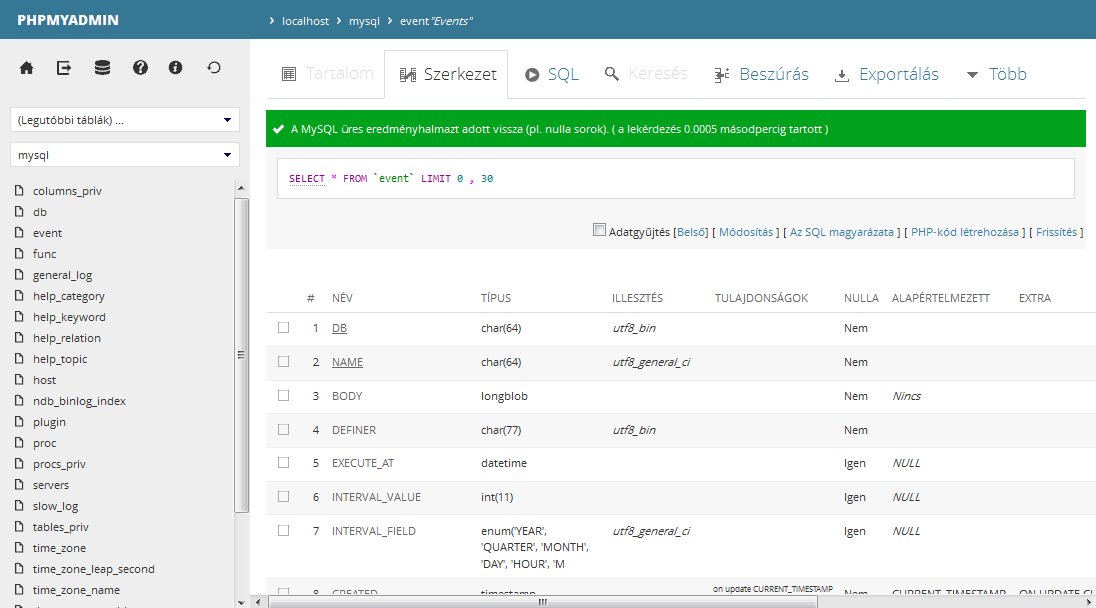 PHPMYADMIN
› localhost › mysql › event "Events"
(Legutóbbi táblák) ...
mysql
columns_priv
db
event
func
general_log
help_category
help_keyword
help_relation
help_topic
host
ndb_binlog_index
plugin
proc
procs_priv
servers
slow_log
tables_priv
time_zone
time_zone_leap_second
time_zone_name
Tartalom Szerkezet SQL Keresés Beszúrás Exportálás Több
A MySQL üres eredményhalmazt adott vissza (pl. nulla sorok). ( a lekérdezés 0.0005 másodpercig tartott )
SELECT * FROM `event` LIMIT 0 , 30
Adatgyűjtés [Belső] [ Módosítás ] [ Az SQL magyarázata ] [ PHP-kód létrehozása ] [ Frissítés ]
# NÉV TÍPUS ILLESZTÉS TULAJDONSÁGOK NULLA ALAPÉRTELMEZETT EXTRA
1 DB char(64) utf8_bin Nem
2 NAME char(64) utf8_general_ci Nem
3 BODY longblob Nem Nincs
4 DEFINER char(77) utf8_bin Nem
5 EXECUTE_AT datetime Igen NULL
6 INTERVAL_VALUE int(11) Igen NULL
7 INTERVAL_FIELD enum('YEAR', utf8_general_ci Igen NULL
'QUARTER', 'MONTH',
'DAY', 'HOUR', 'M
on update CURRENT_TIMESTAMP
8 CREATED timestamp Nem CURRENT_TIMESTAMP ON UPDATE CU